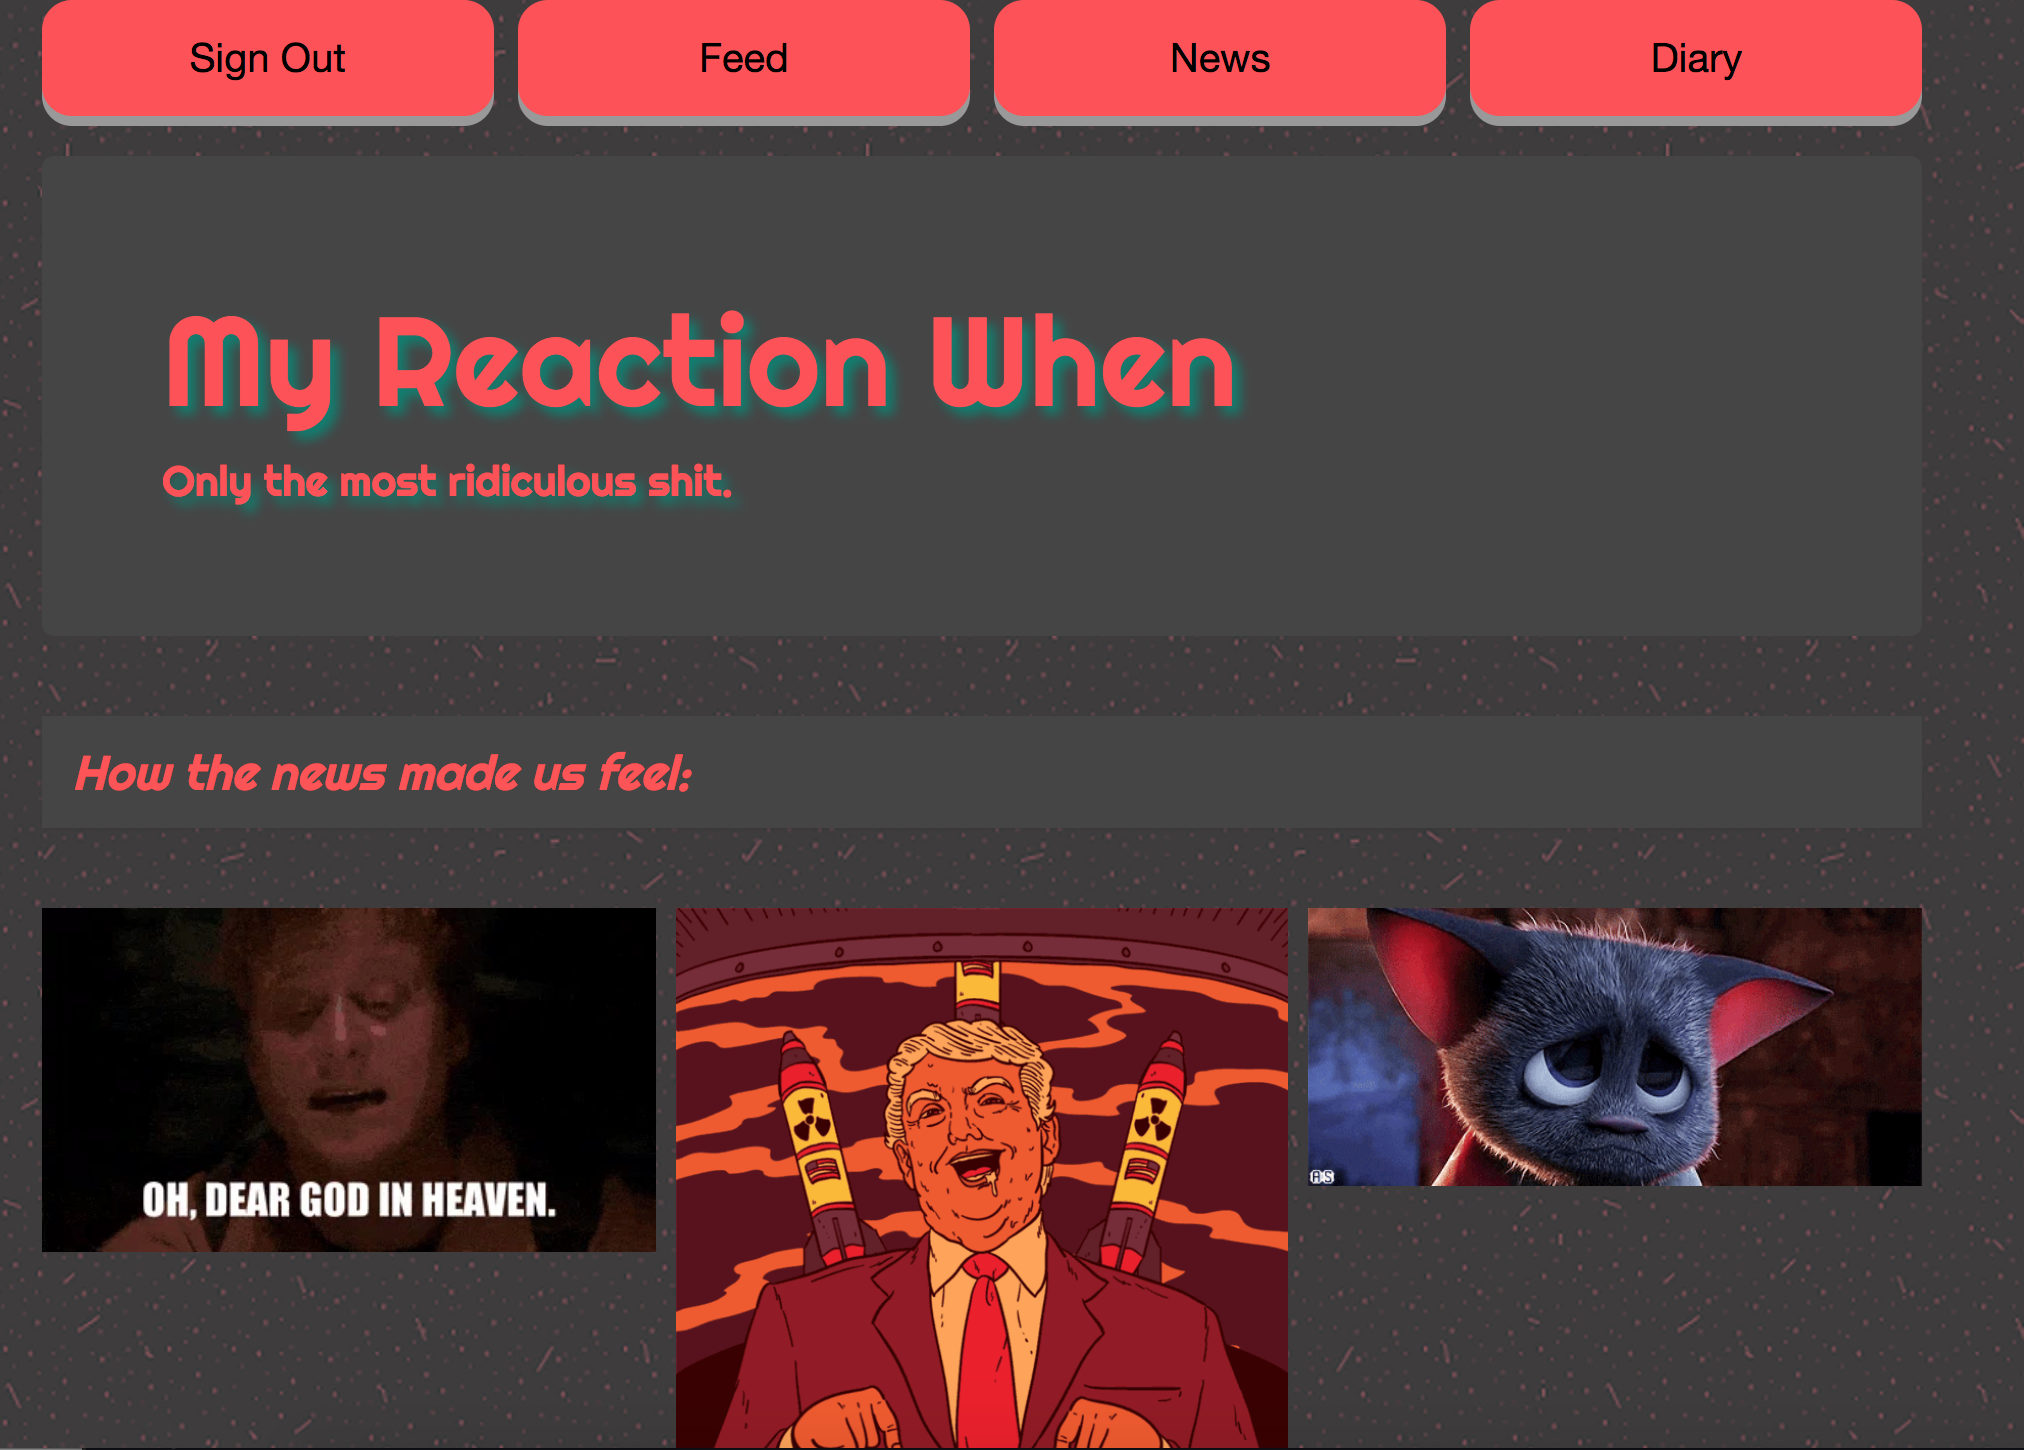 Sign Out
Feed
News
Diary
My Reaction When
Only the most ridiculous shit.
How the news made us feel:
OH, DEAR GOD IN HEAVEN.
AS